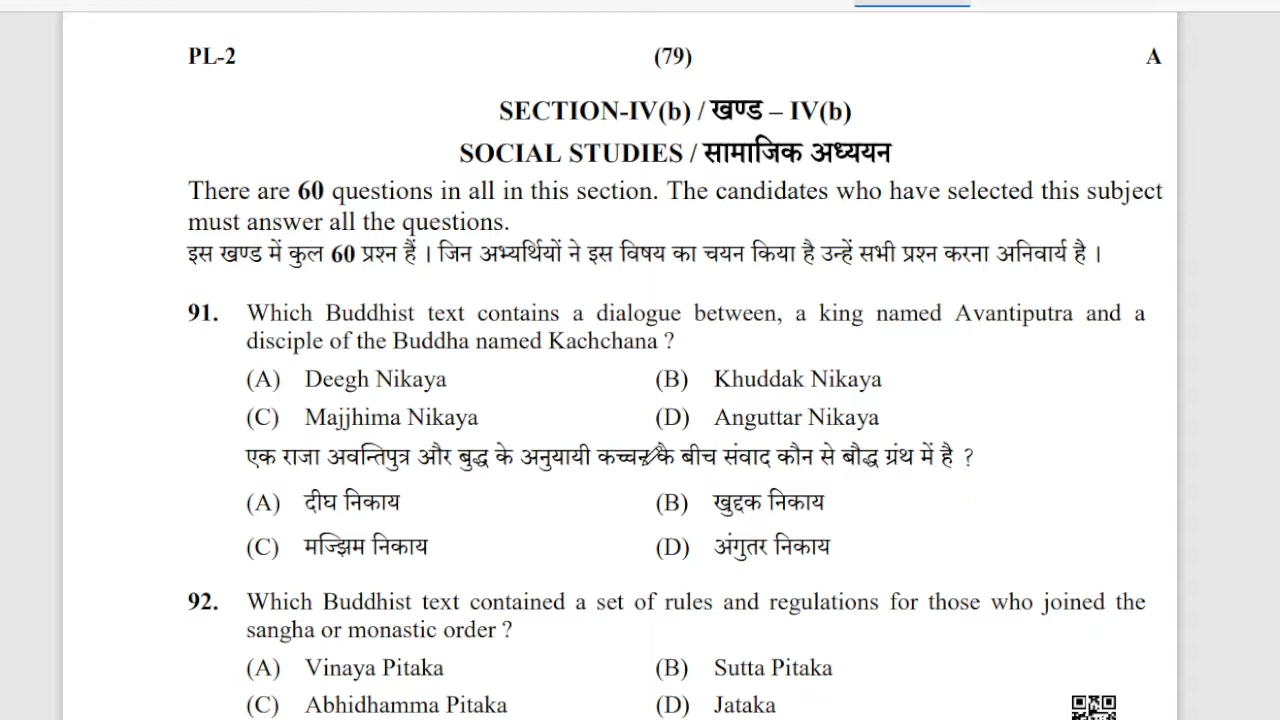 PL-2 (79) A
SECTION-IV(b) / खण्ड – IV(b)
SOCIAL STUDIES / सामाजिक अध्ययन
There are 60 questions in all in this section. The candidates who have selected this subject
must answer all the questions.
इस खण्ड में कुल 60 प्रश्न हैं । जिन अभ्यर्थियों ने इस विषय का चयन किया है उन्हें सभी प्रश्न करना अनिवार्य है ।
91. Which Buddhist text contains a dialogue between, a king named Avantiputra and a
disciple of the Buddha named Kachchana ?
(A) Deegh Nikaya (B) Khuddak Nikaya
(C) Majjhima Nikaya (D) Anguttar Nikaya
एक राजा अवन्तिपुत्र और बुद्ध के अनुयायी कच्चन के बीच संवाद कौन से बौद्ध ग्रंथ में है ?
(A) दीघ निकाय (B) खुद्दक निकाय
(C) मज्झिम निकाय (D) अंगुतर निकाय
92. Which Buddhist text contained a set of rules and regulations for those who joined the
sangha or monastic order ?
(A) Vinaya Pitaka (B) Sutta Pitaka
(C) Abhidhamma Pitaka (D) Jataka